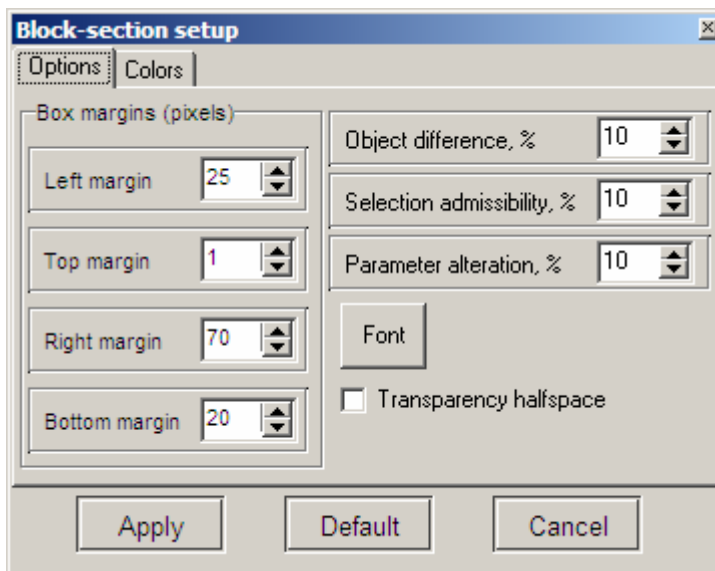 Block-section setup
Options
Colors
Box margins (pixels)
Left margin 25
Top margin 1
Right margin 70
Bottom margin 20
Object difference, % 10
Selection admissibility, % 10
Parameter alteration, % 10
Font
Transparency halfspace
Apply
Default
Cancel